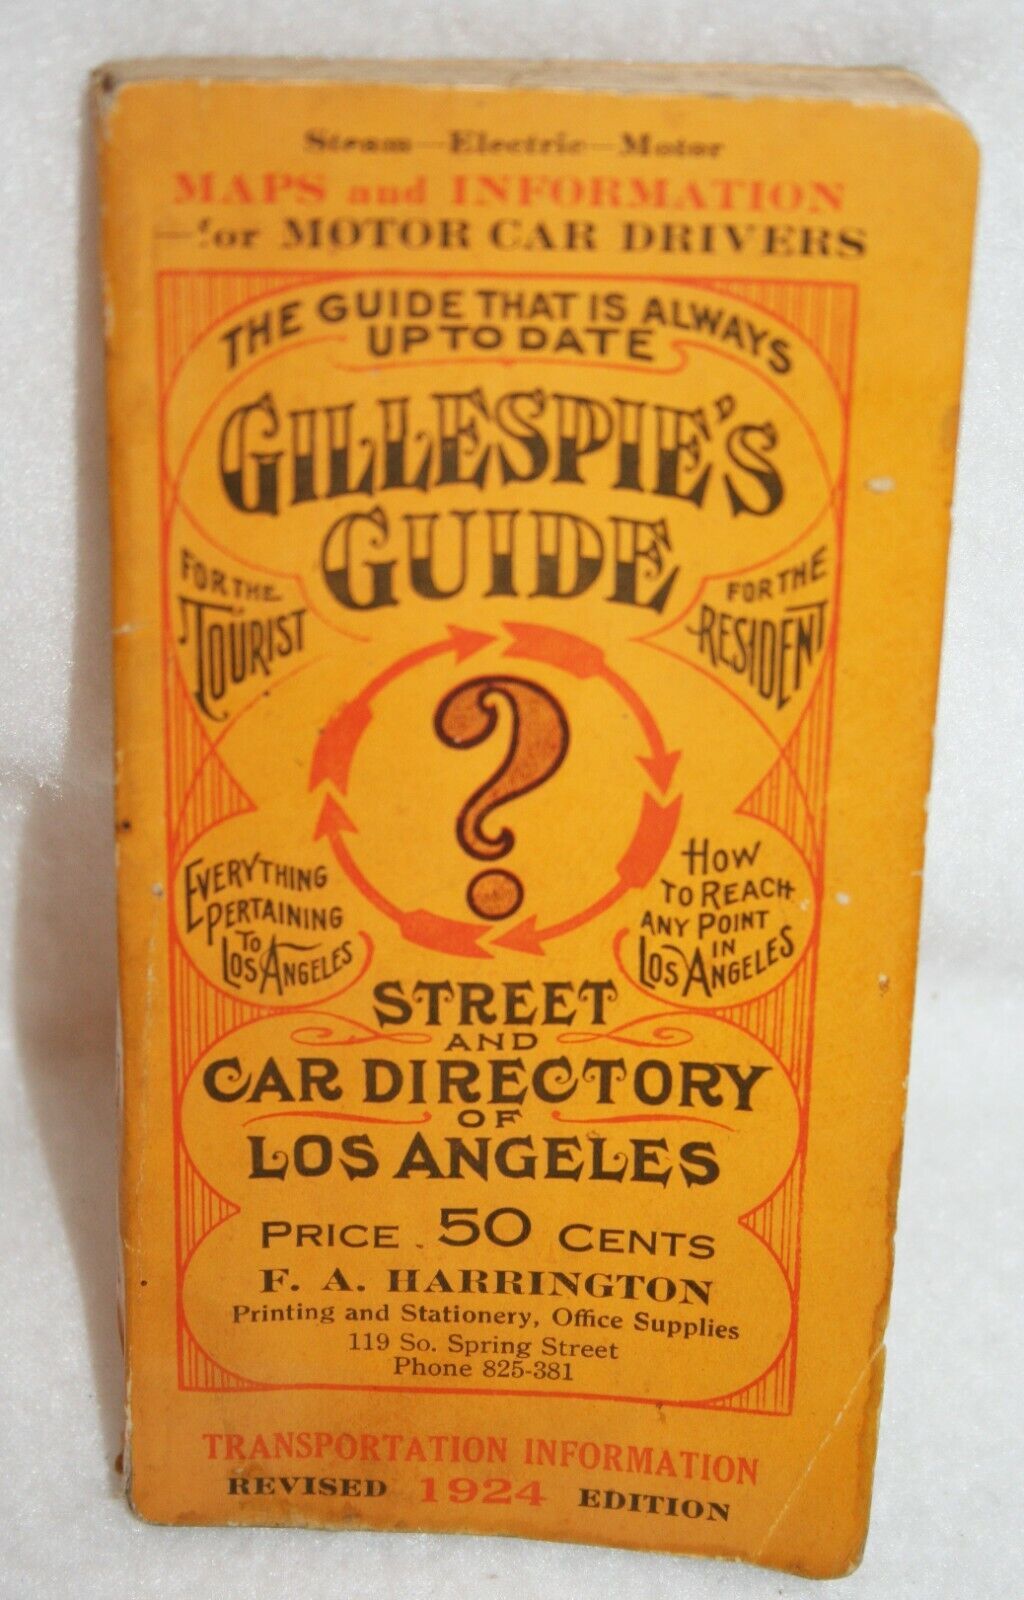 Steam—Electric—Motor
MAPS and INFORMATION
—for MOTOR CAR DRIVERS
THE GUIDE THAT IS ALWAYS
UP TO DATE
GILLESPIE'S
GUIDE
FOR THE
TOURIST
FOR THE
RESIDENT
?
EVERYTHING
PERTAINING
TO
LOS ANGELES
HOW
TO REACH
ANY POINT
IN
LOS ANGELES
STREET
AND
CAR DIRECTORY
OF
LOS ANGELES
PRICE 50 CENTS
F. A. HARRINGTON
Printing and Stationery, Office Supplies
119 So. Spring Street
Phone 825-381
TRANSPORTATION INFORMATION
REVISED 1924 EDITION